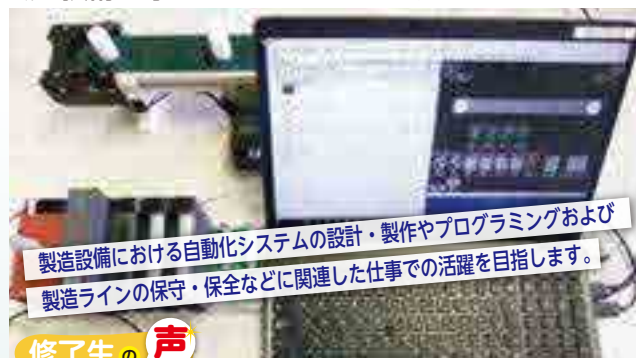 製造設備における自動化システムの設計・製作やプログラミングおよび
製造ラインの保守・保全などに関連した仕事での活躍を目指します。
修了生の声